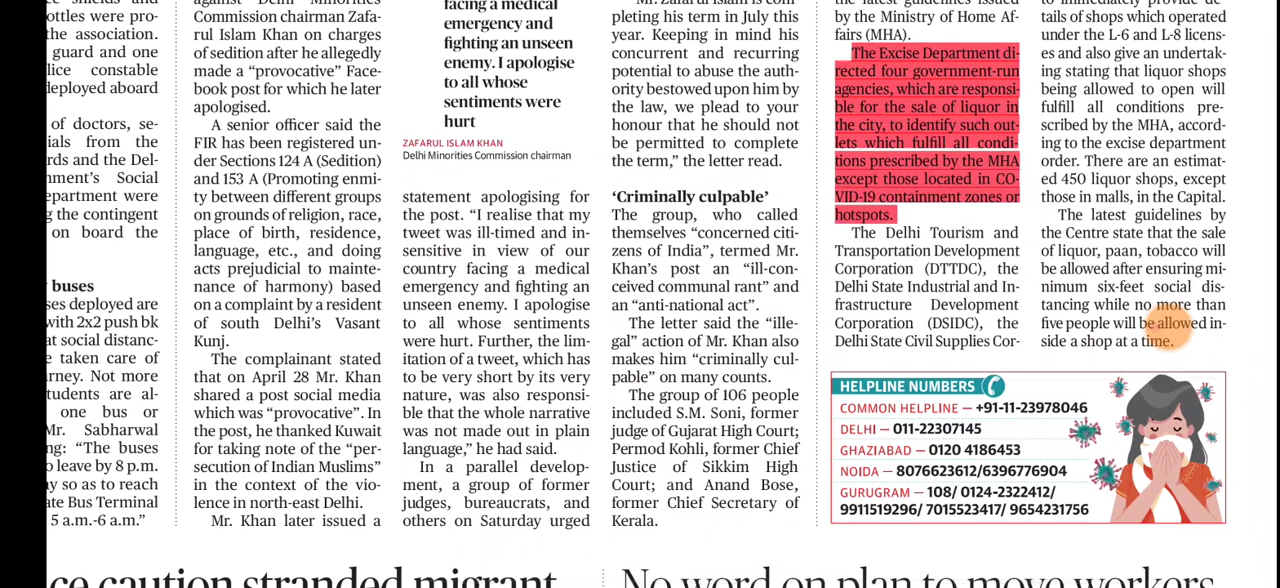 ottles were pro-
the association.
guard and one
lice constable
deployed aboard
of doctors, se-
ials from the
rds and the Del-
nment's Social
epartment were
g the contingent
on board the
buses
ses deployed are
with 2x2 push bk
at social distanc-
e taken care of
rney. Not more
tudents are al-
one bus or
Mr. Sabharwal
ng: “The buses
o leave by 8 p.m.
ay so as to reach
ate Bus Terminal
5 a.m.-6 a.m.”
against Delhi Minorities
Commission chairman Zafa-
rul Islam Khan on charges
of sedition after he allegedly
made a “provocative” Face-
book post for which he later
apologised.
A senior officer said the
FIR has been registered un-
der Sections 124 A (Sedition)
and 153 A (Promoting enmi-
ty between different groups
on grounds of religion, race,
place of birth, residence,
language, etc., and doing
acts prejudicial to mainte-
nance of harmony) based
on a complaint by a resident
of south Delhi's Vasant
Kunj.
The complainant stated
that on April 28 Mr. Khan
shared a post social media
which was “provocative”. In
the post, he thanked Kuwait
for taking note of the “per-
secution of Indian Muslims”
in the context of the vio-
lence in north-east Delhi.
Mr. Khan later issued a
facing a medical
emergency and
fighting an unseen
enemy. I apologise
to all whose
sentiments were
hurt
ZAFARUL ISLAM KHAN
Delhi Minorities Commission chairman
statement apologising for
the post. “I realise that my
tweet was ill-timed and in-
sensitive in view of our
country facing a medical
emergency and fighting an
unseen enemy. I apologise
to all whose sentiments
were hurt. Further, the lim-
itation of a tweet, which has
to be very short by its very
nature, was also responsi-
ble that the whole narrative
was not made out in plain
language,” he had said.
In a parallel develop-
ment, a group of former
judges, bureaucrats, and
others on Saturday urged
Mr. Zafarul Islam is com-
pleting his term in July this
year. Keeping in mind his
concurrent and recurring
potential to abuse the auth-
ority bestowed upon him by
the law, we plead to your
honour that he should not
be permitted to complete
the term,” the letter read.
‘Criminally culpable’
The group, who called
themselves “concerned citi-
zens of India”, termed Mr.
Khan's post an “ill-con-
ceived communal rant” and
an “anti-national act”.
The letter said the “ille-
gal” action of Mr. Khan also
makes him “criminally cul-
pable” on many counts.
The group of 106 people
included S.M. Soni, former
judge of Gujarat High Court;
Permod Kohli, former Chief
Justice of Sikkim High
Court; and Anand Bose,
former Chief Secretary of
Kerala.
the latest guidelines issued
by the Ministry of Home Af-
fairs (MHA).
The Excise Department di-
rected four government-run
agencies, which are responsi-
ble for the sale of liquor in
the city, to identify such out-
lets which fulfill all condi-
tions prescribed by the MHA
except those located in CO-
VID-19 containment zones or
hotspots.
The Delhi Tourism and
Transportation Development
Corporation (DTTDC), the
Delhi State Industrial and In-
frastructure Development
Corporation (DSIDC), the
Delhi State Civil Supplies Cor-
to immediately provide de-
tails of shops which operated
under the L-6 and L-8 licens-
es and also give an undertak-
ing stating that liquor shops
being allowed to open will
fulfill all conditions pre-
scribed by the MHA, accord-
ing to the excise department
order. There are an estimat-
ed 450 liquor shops, except
those in malls, in the Capital.
The latest guidelines by
the Centre state that the sale
of liquor, paan, tobacco will
be allowed after ensuring mi-
nimum six-feet social dis-
tancing while no more than
five people will be allowed in-
side a shop at a time.
HELPLINE NUMBERS
COMMON HELPLINE — +91-11-23978046
DELHI — 011-22307145
GHAZIABAD — 0120 4186453
NOIDA — 8076623612/6396776904
GURUGRAM — 108/ 0124-2322412/
9911519296/ 7015523417/ 9654231756
ce caution stranded migrant
No word on plan to move workers